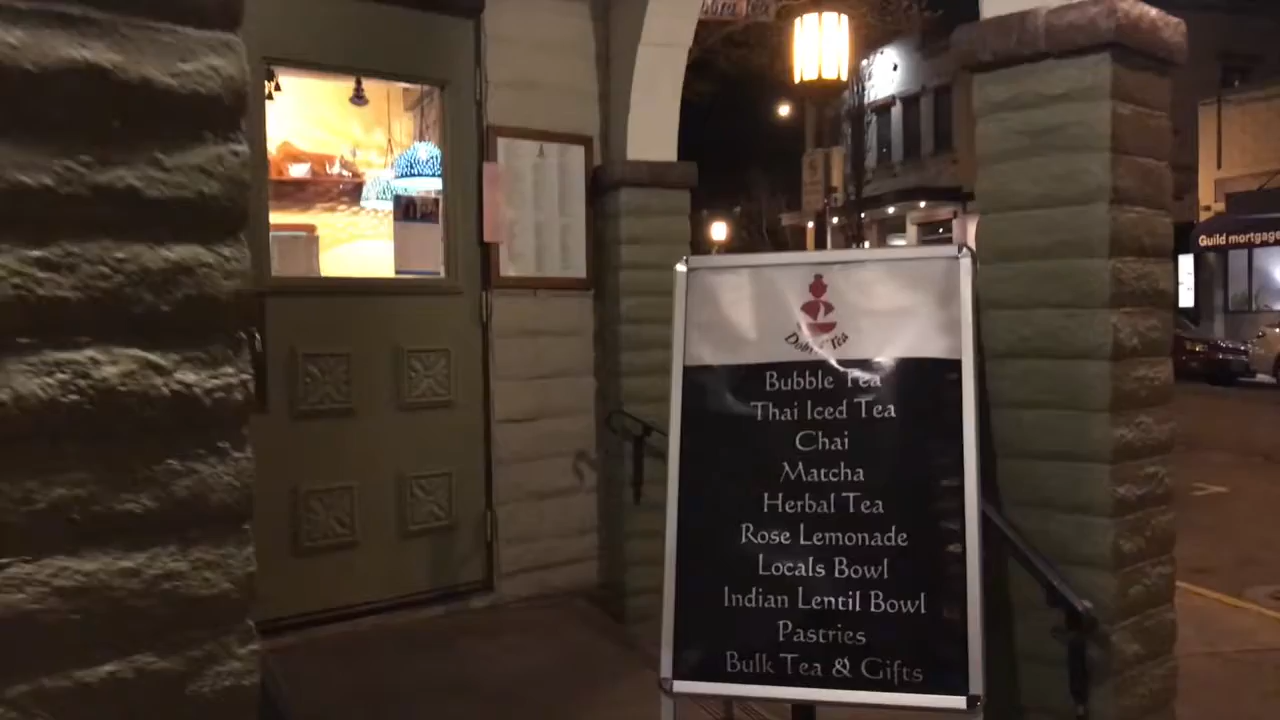 Guild mortgage
Dobra Tea
Bubble Tea
Thai Iced Tea
Chai
Matcha
Herbal Tea
Rose Lemonade
Locals Bowl
Indian Lentil Bowl
Pastries
Bulk Tea & Gifts